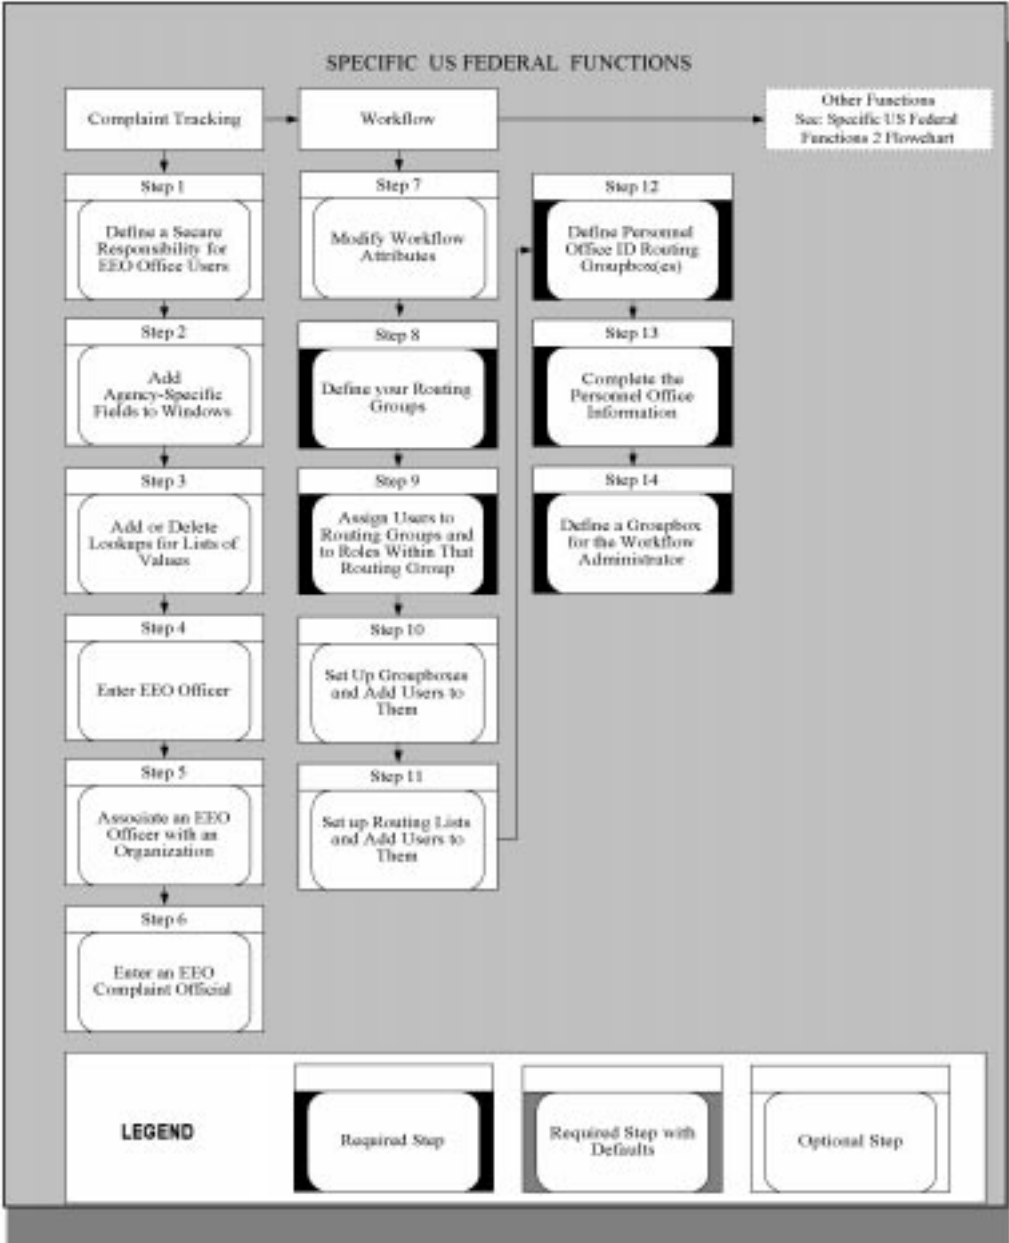 SPECIFIC US FEDERAL FUNCTIONS
Complaint Tracking
Workflow
Other Functions
See: Specific US Federal
Functions 2 Flowchart
Step 1
Define a Secure
Responsibility for
EEO Office Users
Step 2
Add
Agency-Specific
Fields to Windows
Step 3
Add or Delete
Lookups for Lists of
Values
Step 4
Enter EEO Officer
Step 5
Associate an EEO
Officer with an
Organization
Step 6
Enter an EEO
Complaint Official
Step 7
Modify Workflow
Attributes
Step 8
Define your Routing
Groups
Step 9
Assign Users to
Routing Groups and
to Roles Within That
Routing Group
Step 10
Set Up Groupboxes
and Add Users to
Them
Step 11
Set up Routing Lists
and Add Users to
Them
Step 12
Define Personnel
Office ID Routing
Groupbox(es)
Step 13
Complete the
Personnel Office
Information
Step 14
Define a Groupbox
for the Workflow
Administrator
LEGEND
Required Step
Required Step with
Defaults
Optional Step